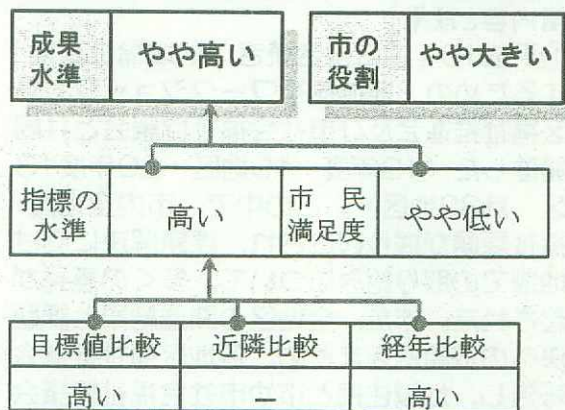 成果水準 やや高い 市の役割 やや大きい
指標の水準 高い 市民満足度 やや低い
目標値比較 近隣比較 経年比較
高い － 高い